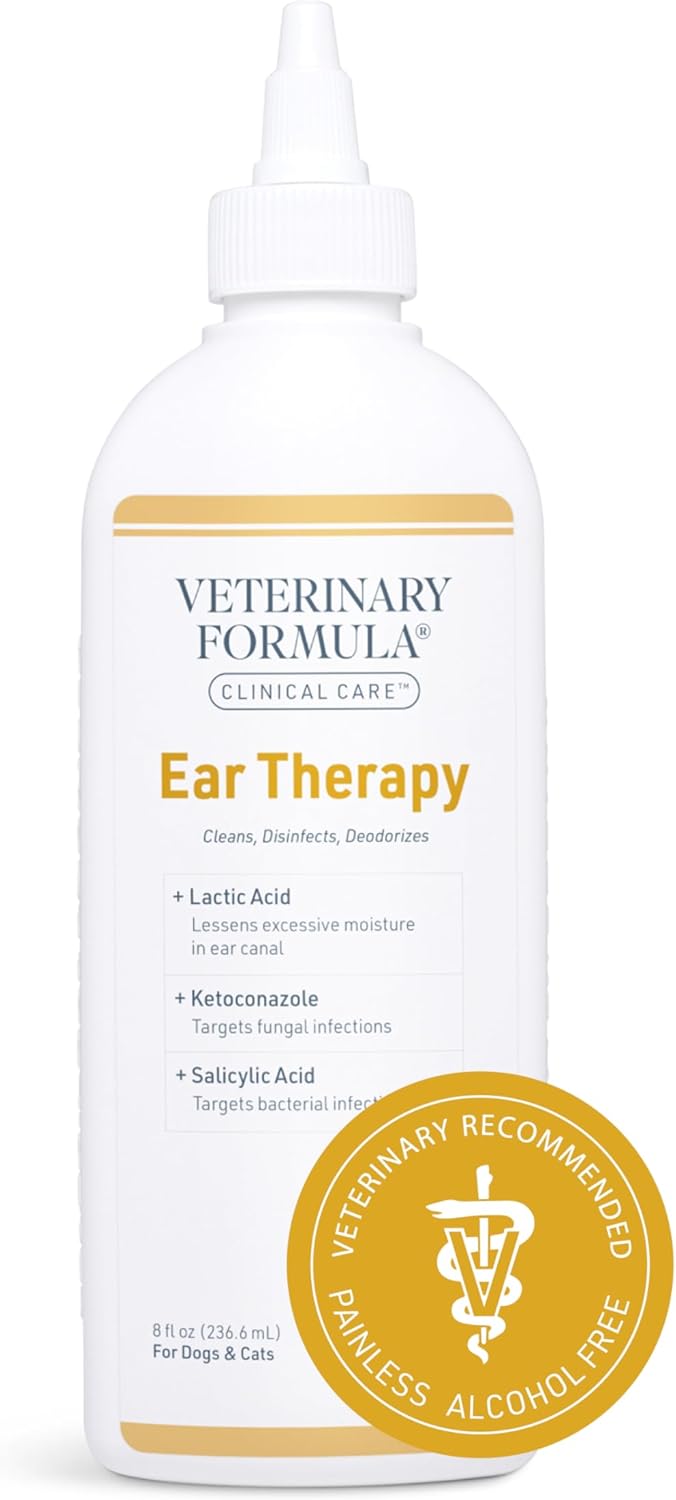 VETERINARY
FORMULA®
CLINICAL CARE™
Ear Therapy
Cleans, Disinfects, Deodorizes
+ Lactic Acid
Lessens excessive moisture
in ear canal
+ Ketoconazole
Targets fungal infections
+ Salicylic Acid
Targets bacterial
8 fl oz (236.6 mL)
For Dogs & Cats
VETERINARY RECOMMENDED
V
PAINLESS ALCOHOL FREE